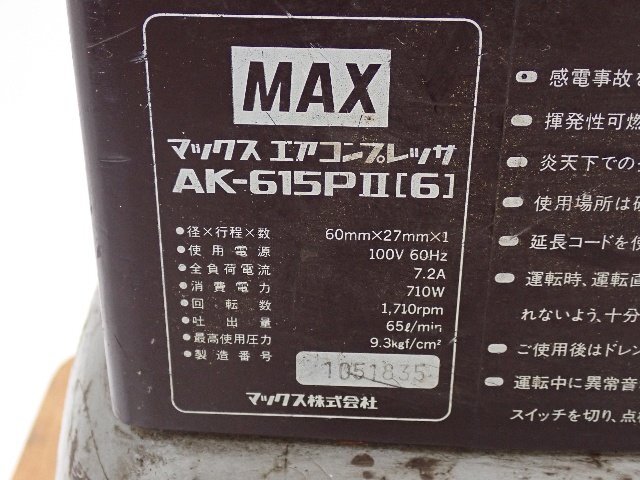 MAX
マックス エアコンプレッサ
AK-615PⅡ[6]
●径×行程×数 60mm×27mm×1
●使用電源 100V 60Hz
●全負荷電流 7.2A
●消費電力 710W
●回転数 1,710rpm
●吐出量 65ℓ/min
●最高使用圧力 9.3kgf/cm²
●製造番号 1051835
マックス株式会社
感電事故を
揮発性可燃
炎天下での
使用場所は
延長コードを使
運転時、運転直
れないよう、十分
ご使用後はドレン
運転中に異常音
スイッチを切り、点